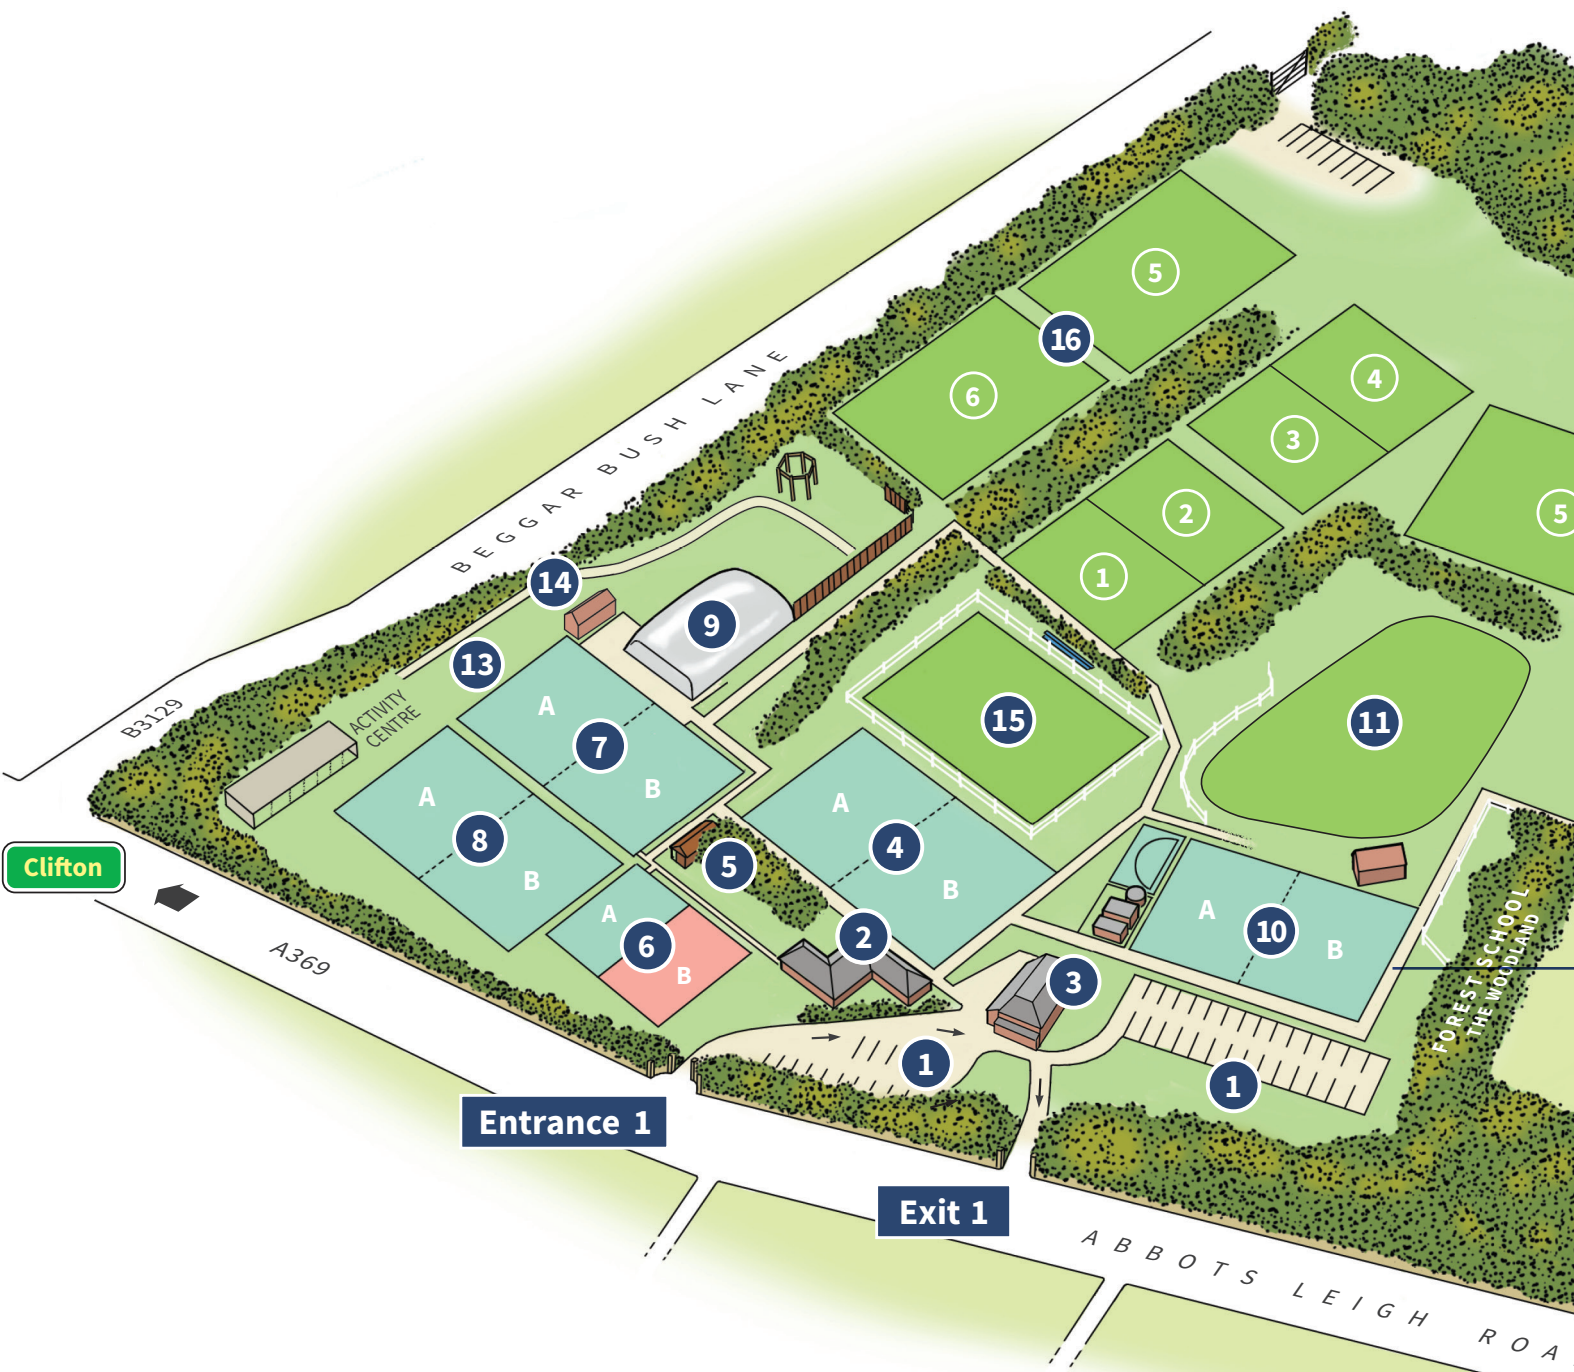 5
16
4
6
3
BEGGAR BUSH LANE
2
5
1
14
9
13
A
ACTIVITY
CENTRE
B3129
7
15
11
B
A
A
8
4
5
Clifton
B
B
FOREST SCHOOL
THE WOODLAND
A
6
B
2
A
10
B
A369
3
1
1
Entrance 1
Exit 1
ABBOTS LEIGH ROA